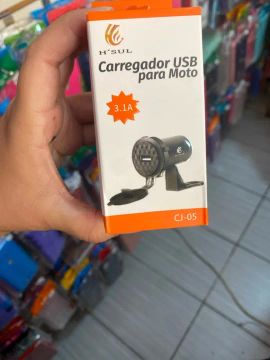 H'SUL
Carregador USB
para Moto
3.1A
CJ-05